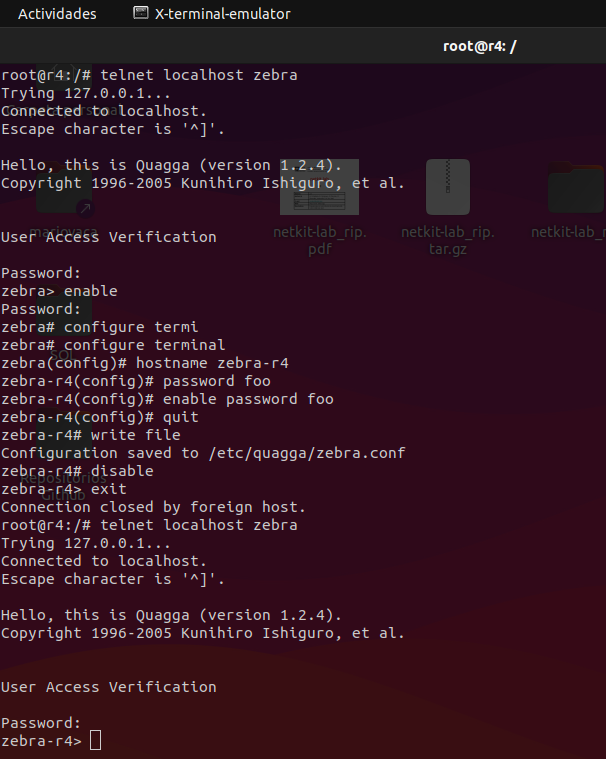 Actividades
X-terminal-emulator
root@r4: /
root@r4:/# telnet localhost zebra
Trying 127.0.0.1...
Connected to localhost.
Escape character is '^]'.
Hello, this is Quagga (version 1.2.4).
Copyright 1996-2005 Kunihiro Ishiguro, et al.
netkit-lab_rip.
pdf
netkit-lab_rip.
tar.gz
User Access Verification
Password:
zebra> enable
Password:
zebra# configure termi
zebra# configure terminal
zebra(config)# hostname zebra-r4
zebra-r4(config)# password foo
zebra-r4(config)# enable password foo
zebra-r4(config)# quit
zebra-r4# write file
Configuration saved to /etc/quagga/zebra.conf
zebra-r4# disable
zebra-r4> exit
Repositorios
Github
Connection closed by foreign host.
root@r4:/# telnet localhost zebra
Trying 127.0.0.1...
Connected to localhost.
Escape character is '^]'.
Hello, this is Quagga (version 1.2.4).
Copyright 1996-2005 Kunihiro Ishiguro, et al.
User Access Verification
Password:
zebra-r4>